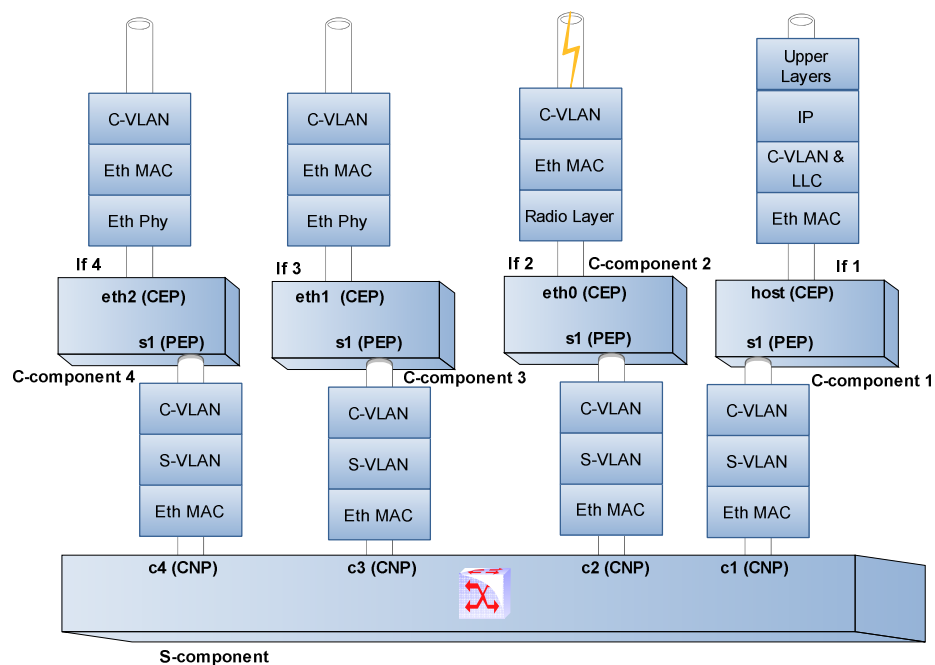 Upper
Layers
C-VLAN
C-VLAN
C-VLAN
IP
Eth MAC
Eth MAC
Eth MAC
C-VLAN &
LLC
Eth Phy
Eth Phy
Radio Layer
Eth MAC
If 4
If 3
If 2
C-component 2
If 1
eth2 (CEP)
eth1 (CEP)
eth0 (CEP)
host (CEP)
s1 (PEP)
s1 (PEP)
s1 (PEP)
s1 (PEP)
C-component 4
C-component 3
C-component 1
C-VLAN
C-VLAN
C-VLAN
C-VLAN
S-VLAN
S-VLAN
S-VLAN
S-VLAN
Eth MAC
Eth MAC
Eth MAC
Eth MAC
c4 (CNP)
c3 (CNP)
c2 (CNP)
c1 (CNP)
S-component